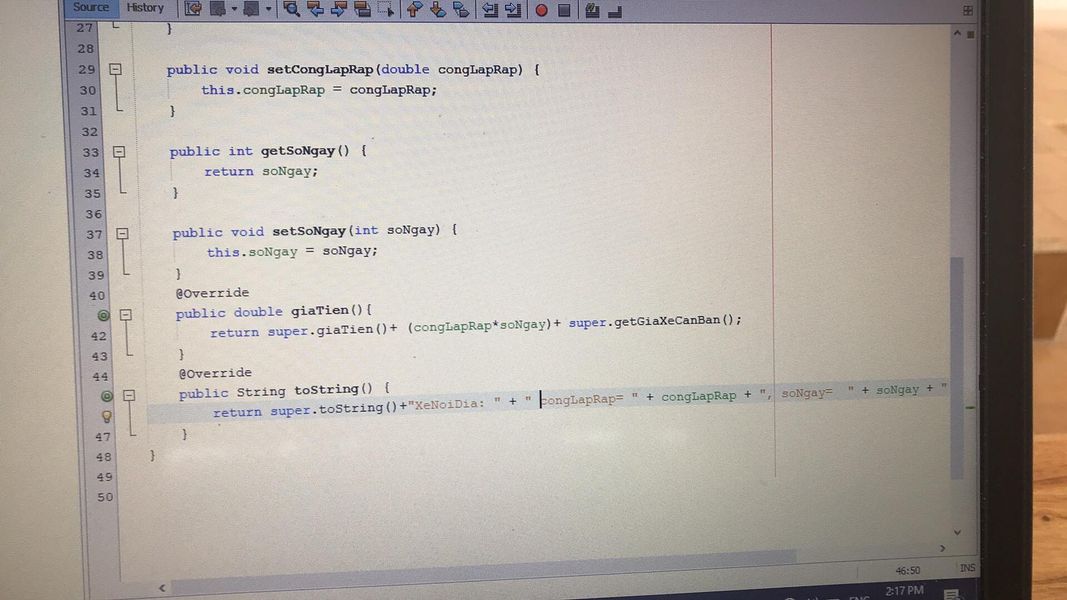 Source History
27 }
28
29 public void setCongLapRap(double congLapRap) {
30 this.congLapRap = congLapRap;
31 }
32
33 public int getSoNgay() {
34 return soNgay;
35 }
36
37 public void setSoNgay(int soNgay) {
38 this.soNgay = soNgay;
39 }
40 @Override
public double giaTien(){
42 return super.giaTien()+ (congLapRap*soNgay)+ super.getGiaXeCanBan();
43 }
44 @Override
public String toString() {
return super.toString()+"XeNoiDia: " + " congLapRap= " + congLapRap + ", soNgay=  " + soNgay + "
47 }
48 }
49
50
46:50 INS
ENG 2:17 PM